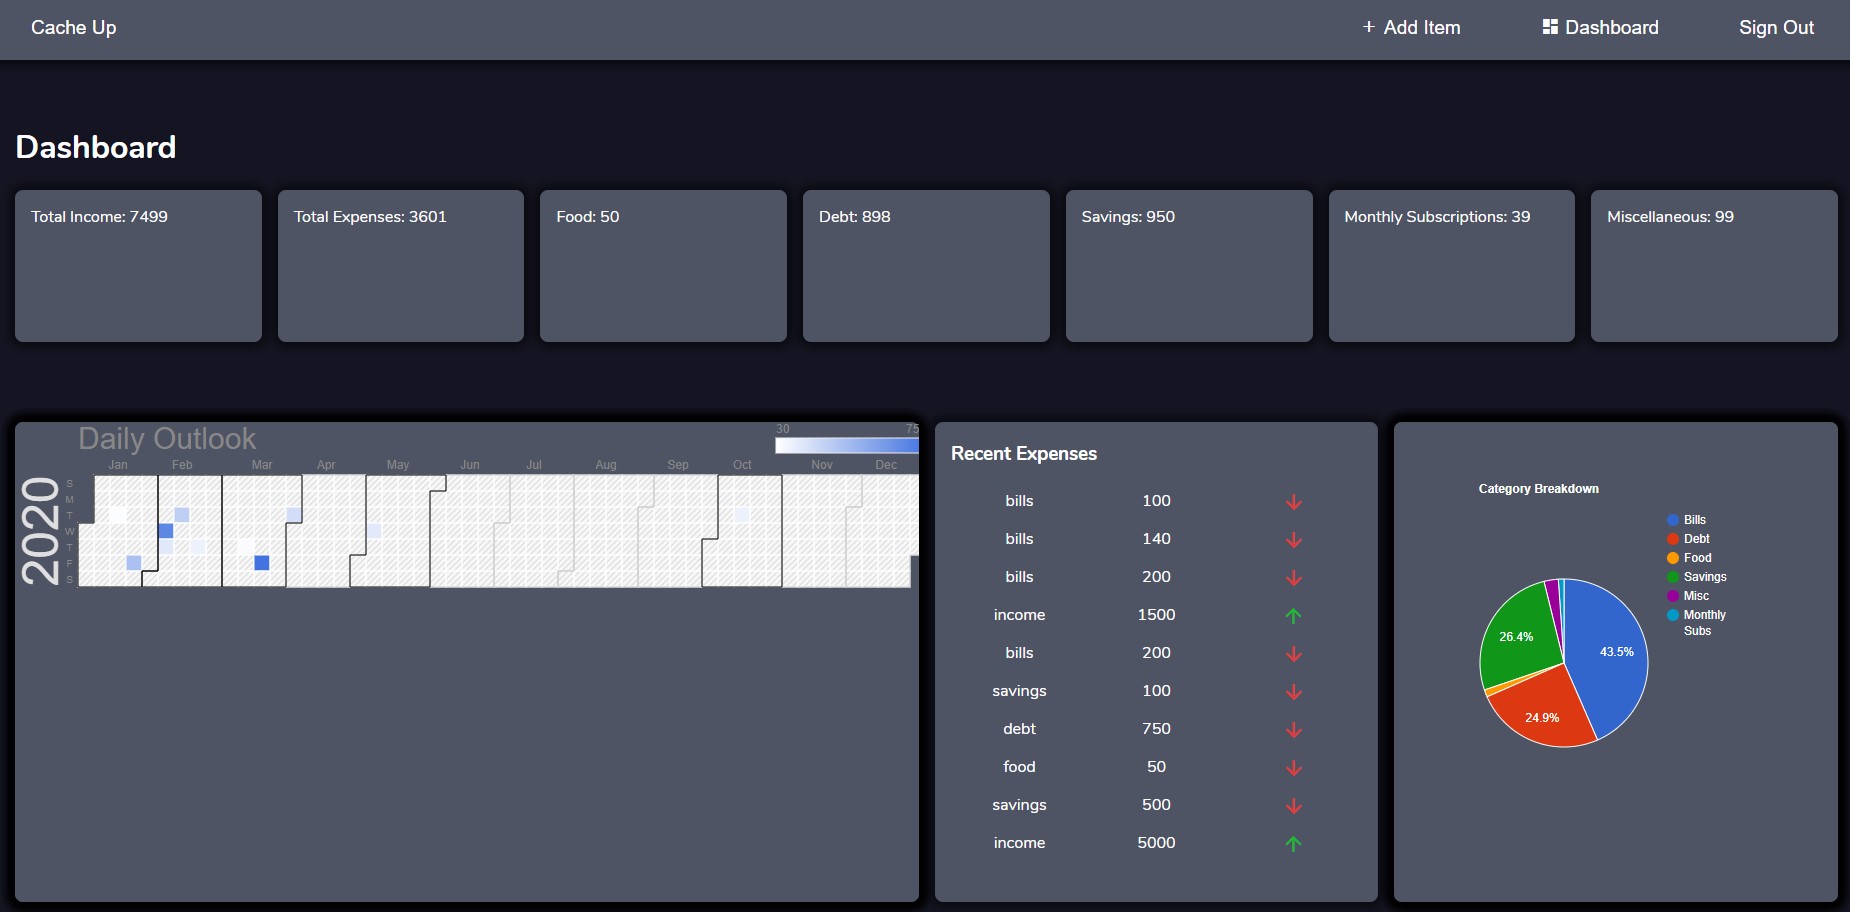 Cache Up
+ Add Item
Dashboard
Sign Out
Dashboard
Total Income: 7499
Total Expenses: 3601
Food: 50
Debt: 898
Savings: 950
Monthly Subscriptions: 39
Miscellaneous: 99
Daily Outlook
30
75
Jan Feb Mar Apr May Jun Jul Aug Sep Oct Nov Dec
2020
S
M
T
W
T
F
S
Recent Expenses
bills 100
bills 140
bills 200
income 1500
bills 200
savings 100
debt 750
food 50
savings 500
income 5000
Category Breakdown
Bills
Debt
Food
Savings
Misc
Monthly
Subs
26.4%
43.5%
24.9%